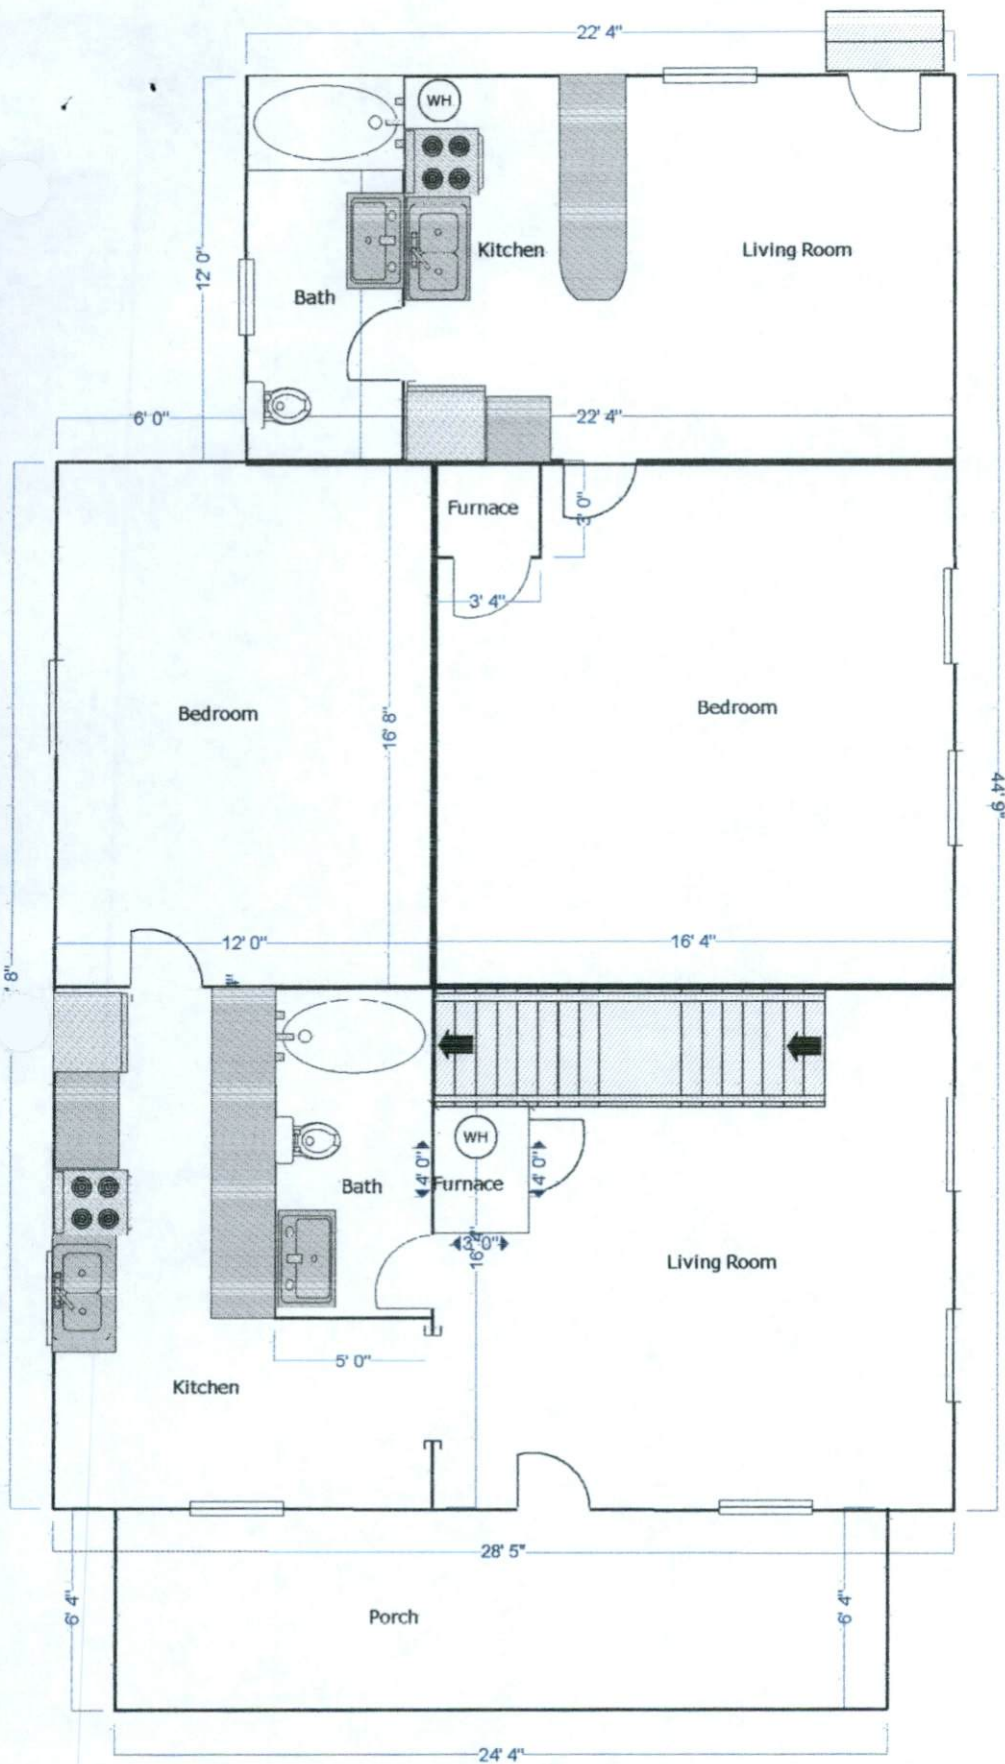 22' 4"
WH
12' 0"
Kitchen
Living Room
Bath
6' 0"
22' 4"
Furnace
3' 0"
3' 4"
Bedroom
Bedroom
16' 8"
44' 9"
12' 0"
16' 4"
8"
WH
4' 0"
4' 0"
Bath
Furnace
3' 0"
Living Room
5' 0"
Kitchen
28' 5"
6' 4"
6' 4"
Porch
24' 4"